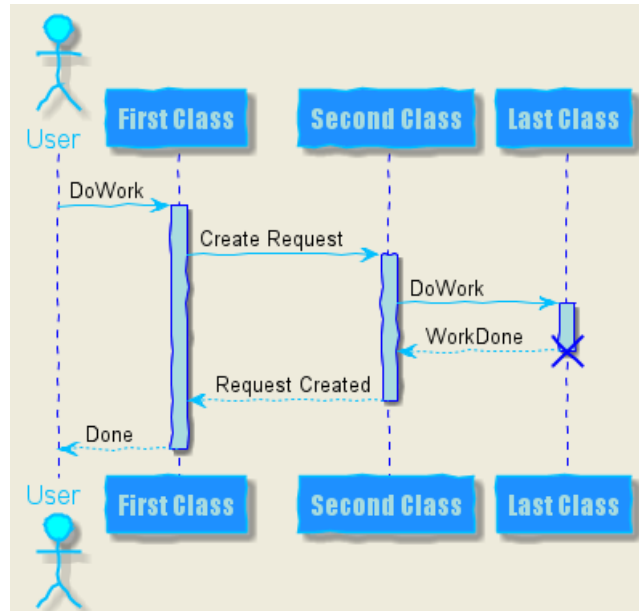 User
First Class
Second Class
Last Class
DoWork
Create Request
DoWork
WorkDone
Request Created
Done
User
First Class
Second Class
Last Class